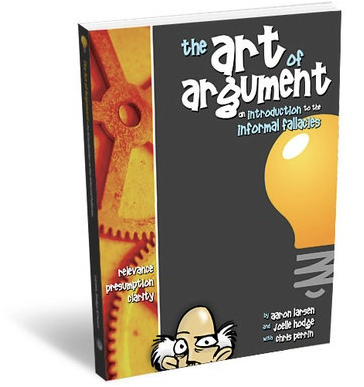 the art of
argument
an introduction to the
informal fallacies
relevance
presumption
clarity
by aaron larsen
and Joelle hodge
with chris perrin